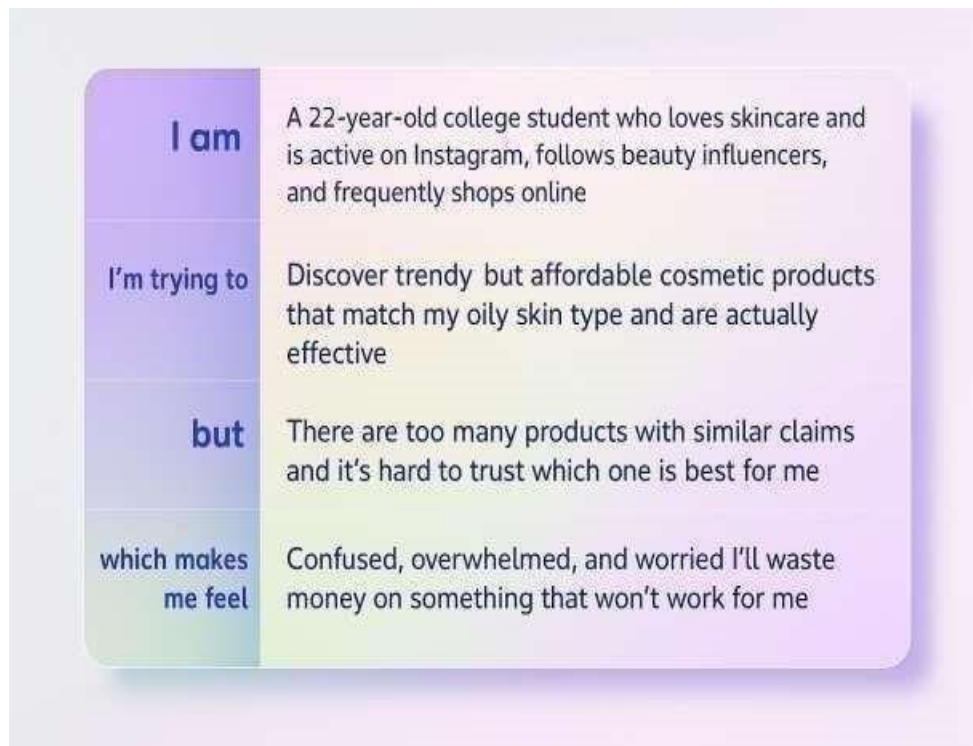 I am
A 22-year-old college student who loves skincare and
is active on Instagram, follows beauty influencers,
and frequently shops online
I'm trying to
Discover trendy but affordable cosmetic products
that match my oily skin type and are actually
effective
but
There are too many products with similar claims
and it's hard to trust which one is best for me
which makes
me feel
Confused, overwhelmed, and worried I'll waste
money on something that won't work for me